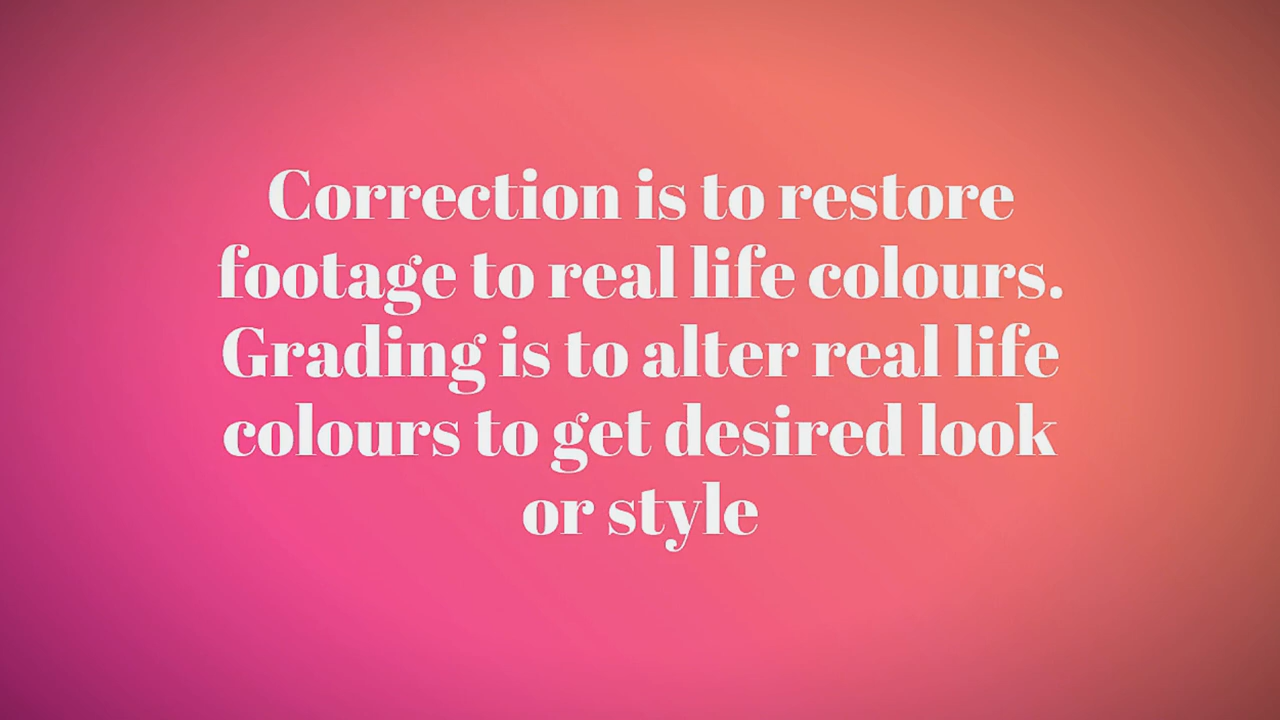 Correction is to restore
footage to real life colours.
Grading is to alter real life
colours to get desired look
or style